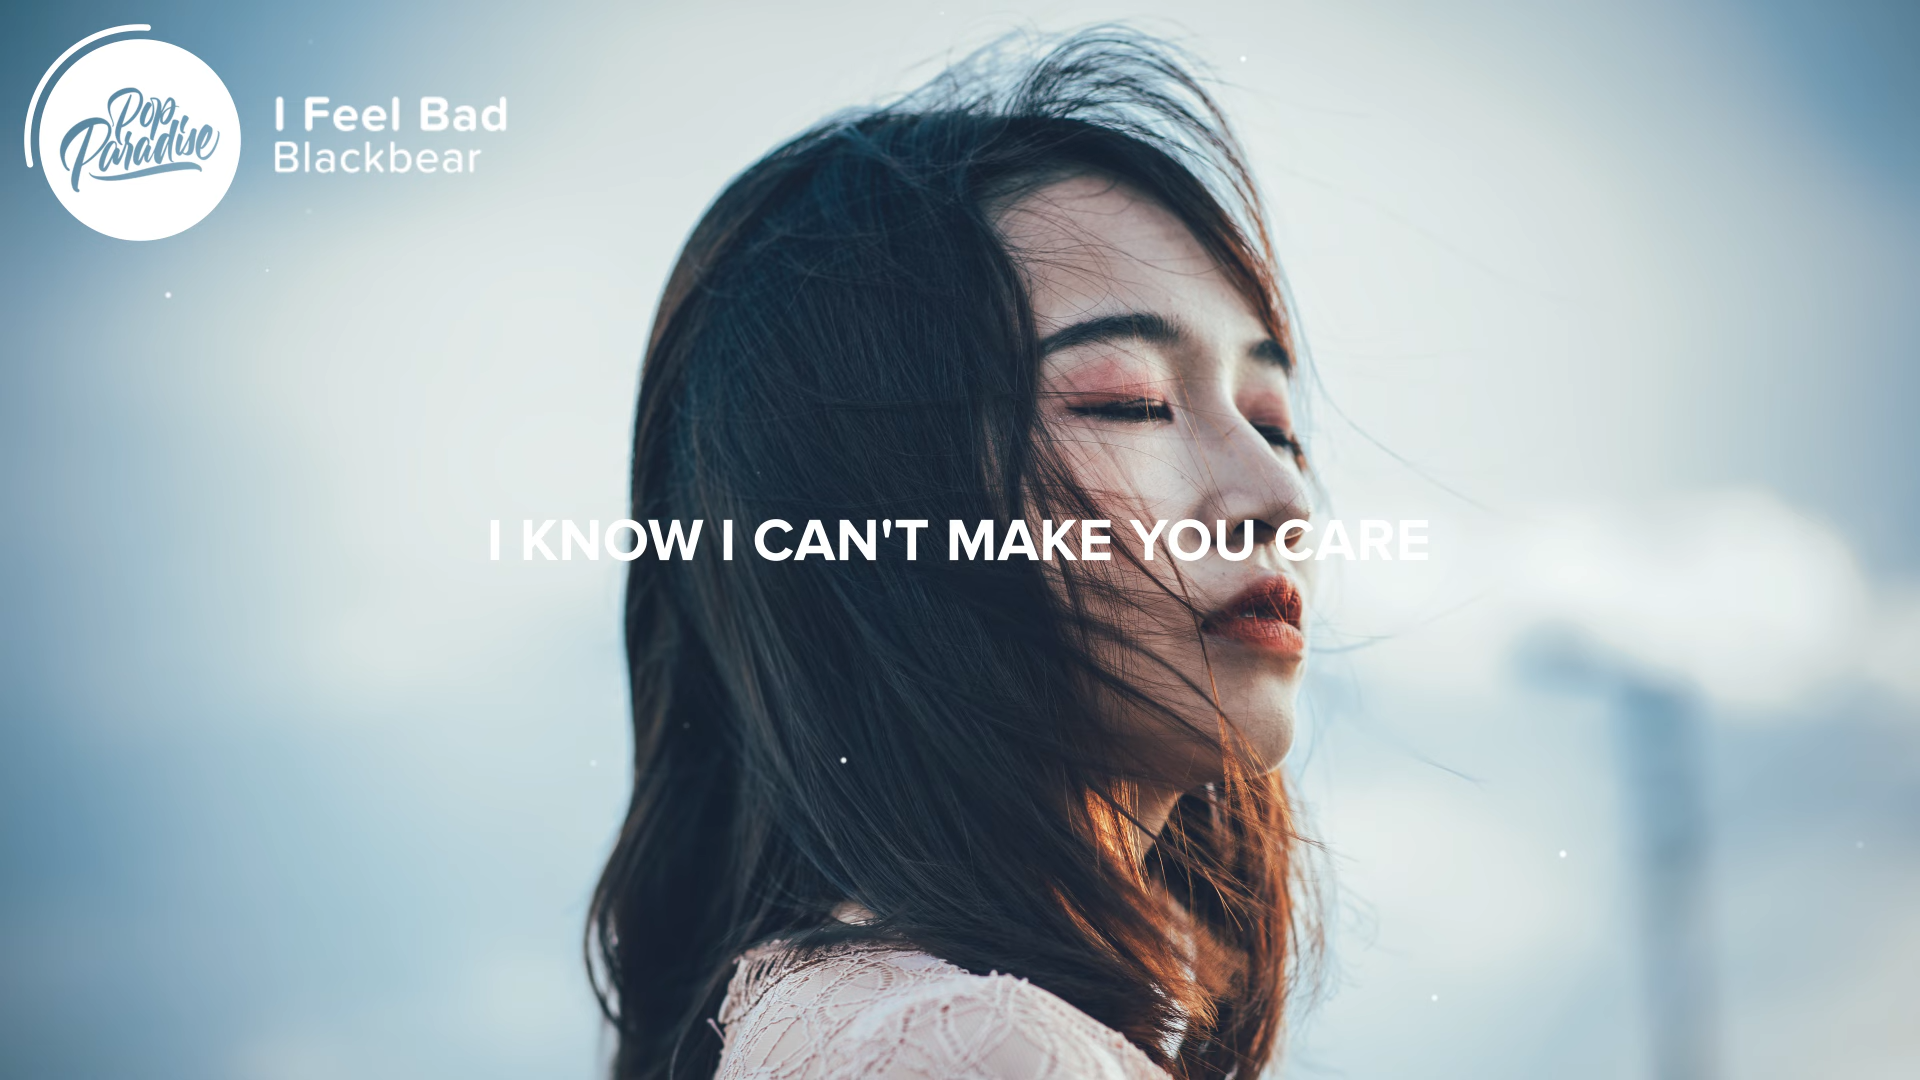 Pop
Paradise
I Feel Bad
Blackbear
I KNOW I CAN'T MAKE YOU CARE